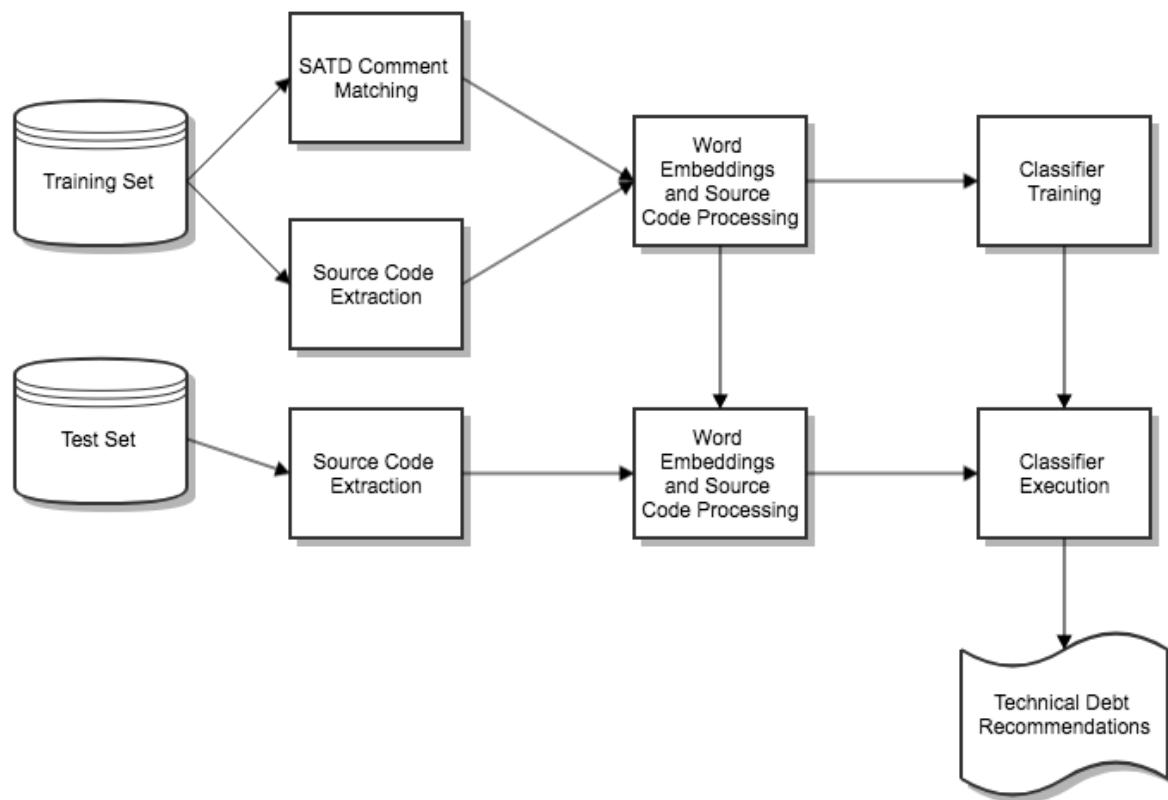 SATD Comment
Matching
Training Set
Word
Embeddings
and Source
Code Processing
Classifier
Training
Source Code
Extraction
Test Set
Source Code
Extraction
Word
Embeddings
and Source
Code Processing
Classifier
Execution
Technical Debt
Recommendations